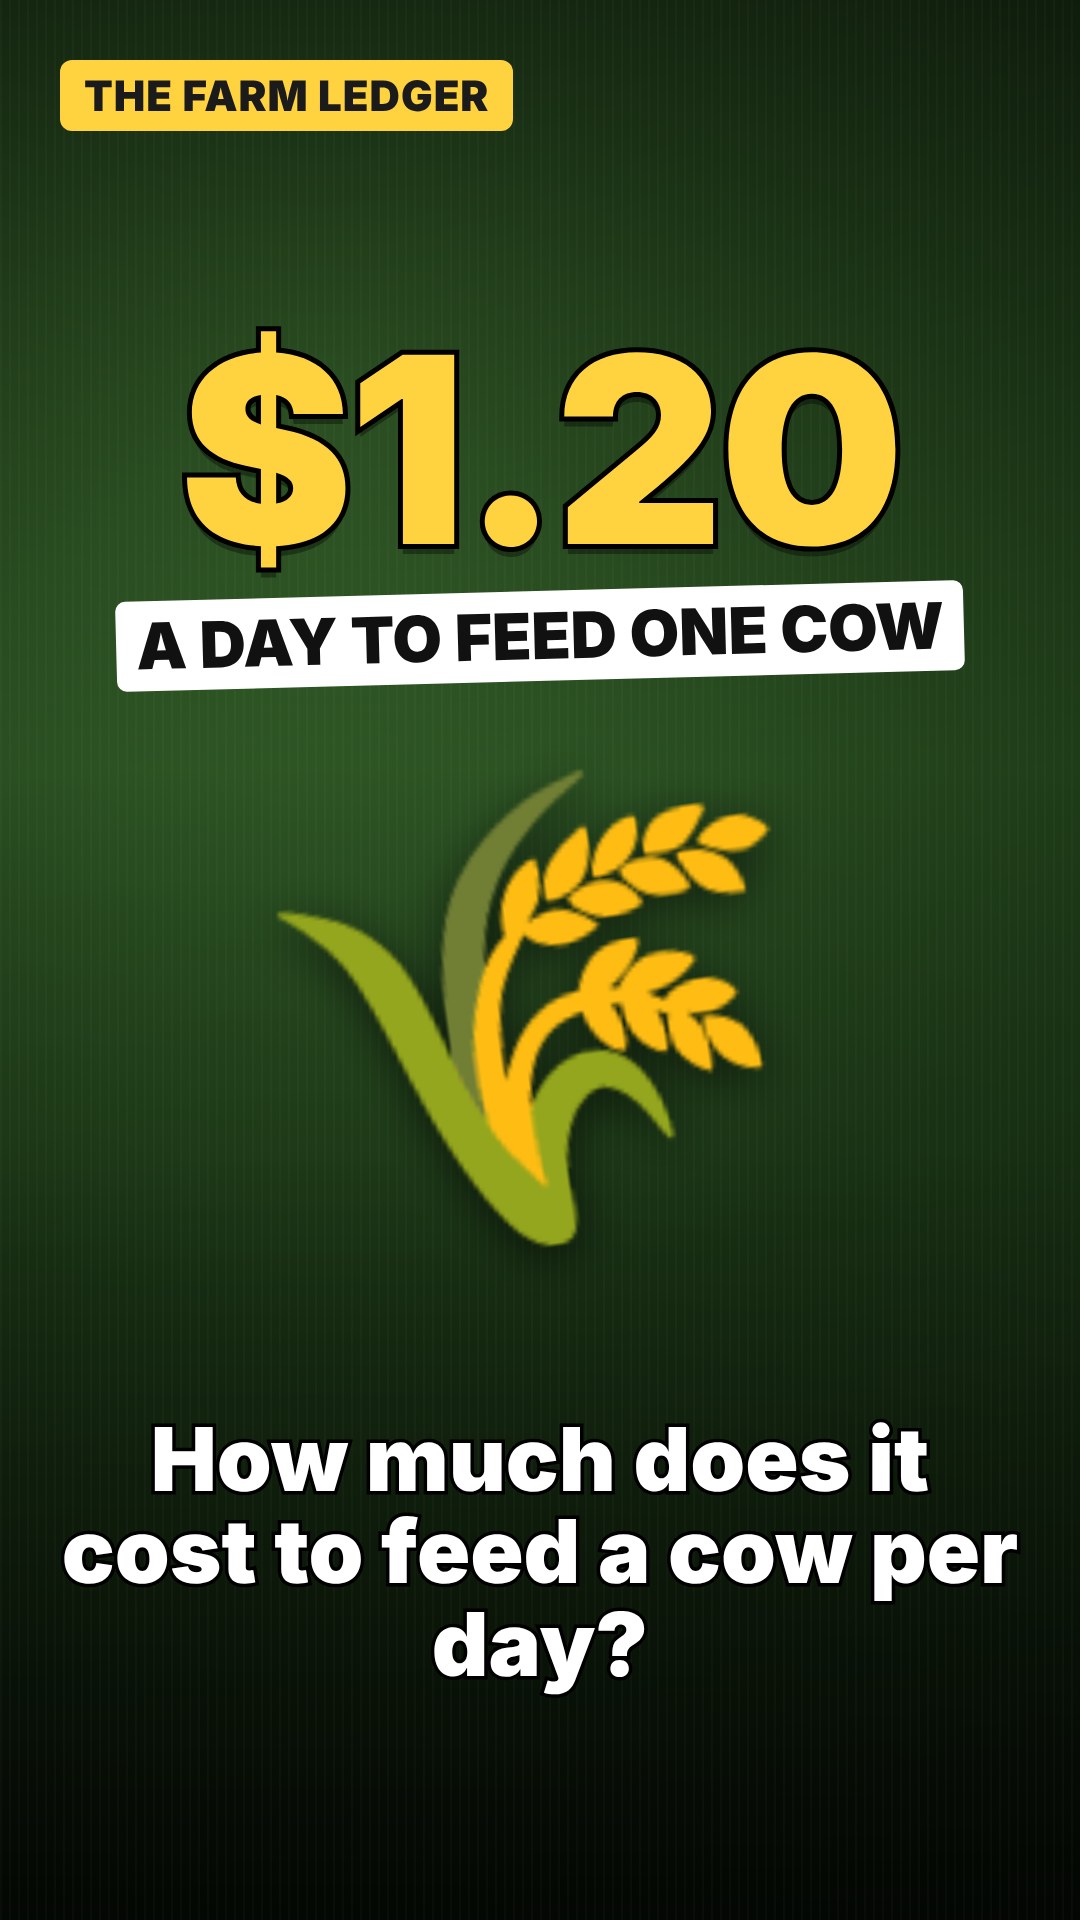 THE FARM LEDGER
$1.20
A DAY TO FEED ONE COW
How much does it
cost to feed a cow per
day?